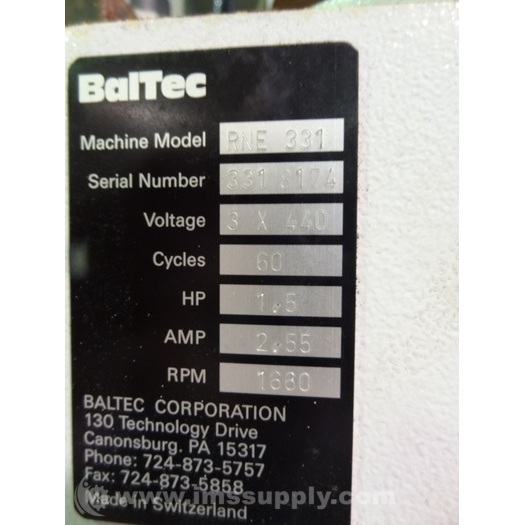 BalTec
Machine Model RNE 331
Serial Number 331
Voltage 3 X 440
Cycles 60
HP 1.5
AMP 2.55
RPM 1660
BALTEC CORPORATION
130 Technology Drive
Canonsburg. PA 15317
Phone: 724-873-5757
Fax: 724-873-5858
Made in Switzerland
www.imssupply.com/